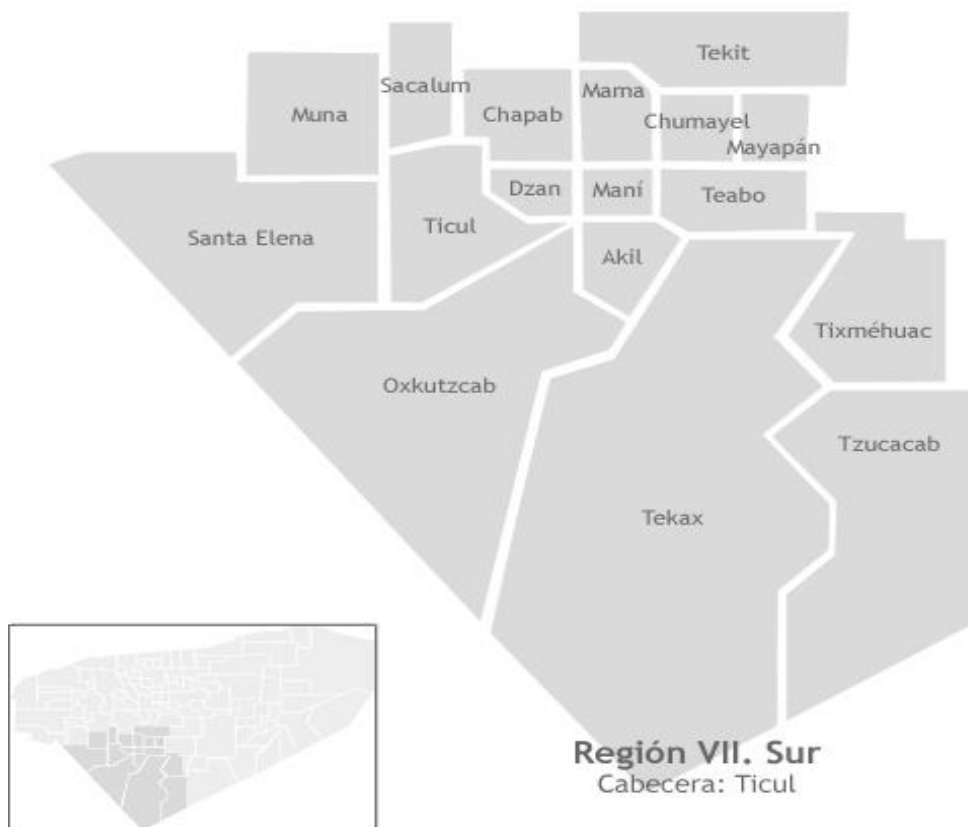 Tekit
Sacalum
Mama
Muna
Chapab
Chumayel
Mayapán
Dzan
Maní
Teabo
Santa Elena
Ticul
Akil
Tixméhuac
Oxkutzcab
Tzucacab
Tekax
Región VII. Sur
Cabecera: Ticul